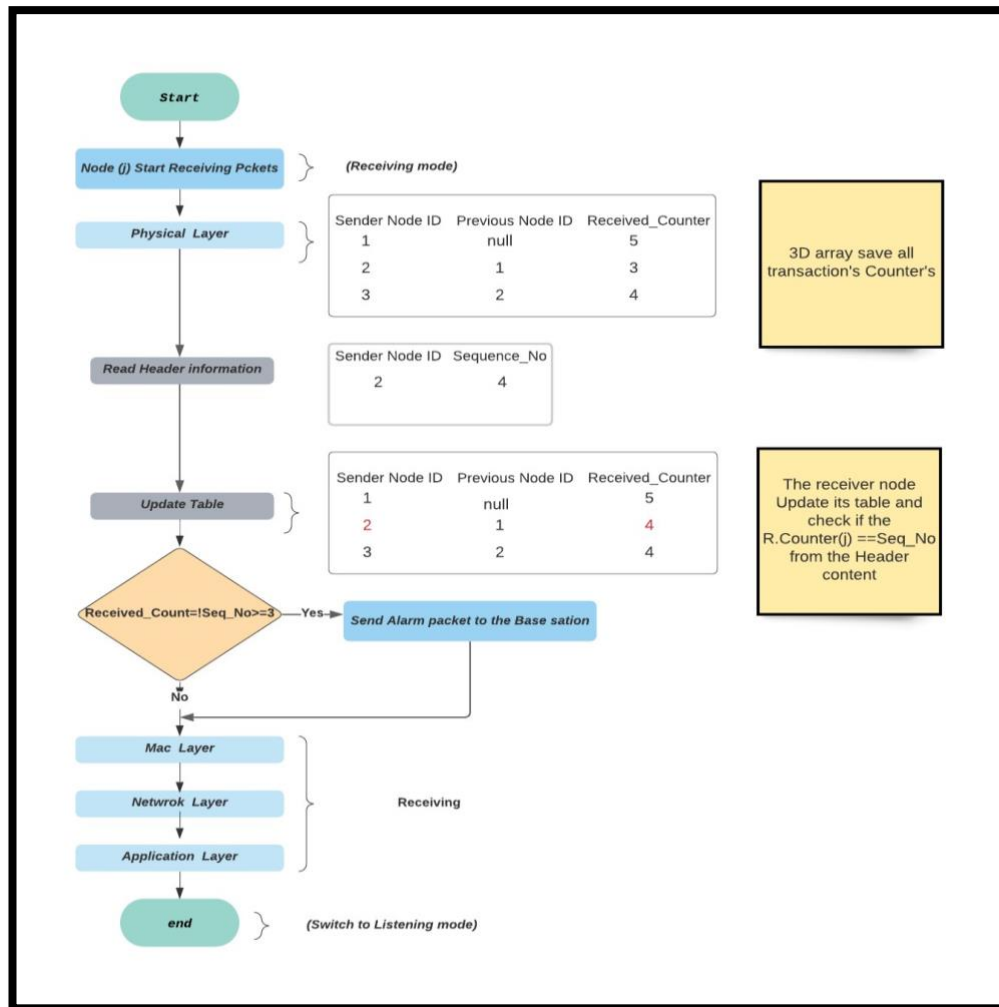 Start
Node (j) Start Receiving Pckets
(Receiving mode)
Physical Layer
Sender Node ID Previous Node ID Received_Counter
1 null 5
2 1 3
3 2 4
3D array save all
transaction's Counter's
Read Header information
Sender Node ID Sequence_No
2 4
Update Table
Sender Node ID Previous Node ID Received_Counter
1 null 5
2 1 4
3 2 4
The receiver node
Update its table and
check if the
R.Counter(j) ==Seq_No
from the Header
content
Received_Count=!Seq_No>=3
Yes
Send Alarm packet to the Base sation
No
Mac Layer
Netwrok Layer
Receiving
Application Layer
end
(Switch to Listening mode)